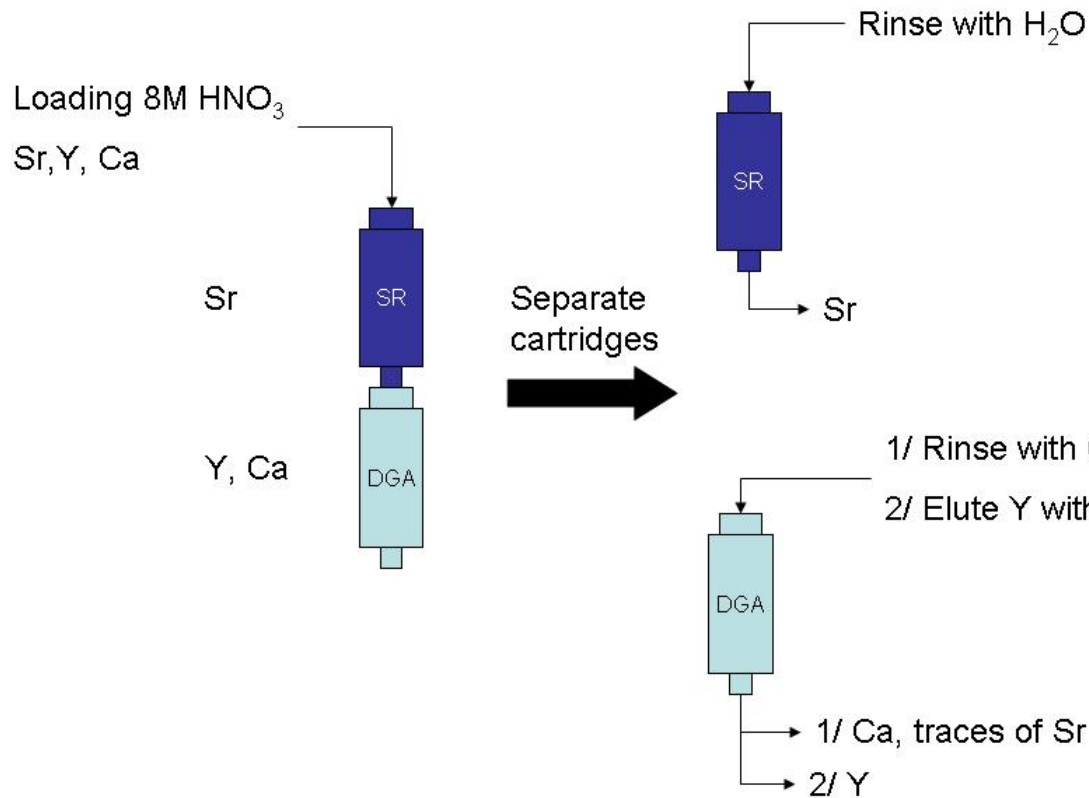 Loading 8M HNO₃
Sr,Y, Ca
Sr
SR
Y, Ca
DGA
Separate
cartridges
Rinse with H₂O
SR
Sr
1/ Rinse with
2/ Elute Y with
DGA
1/ Ca, traces of Sr
2/ Y